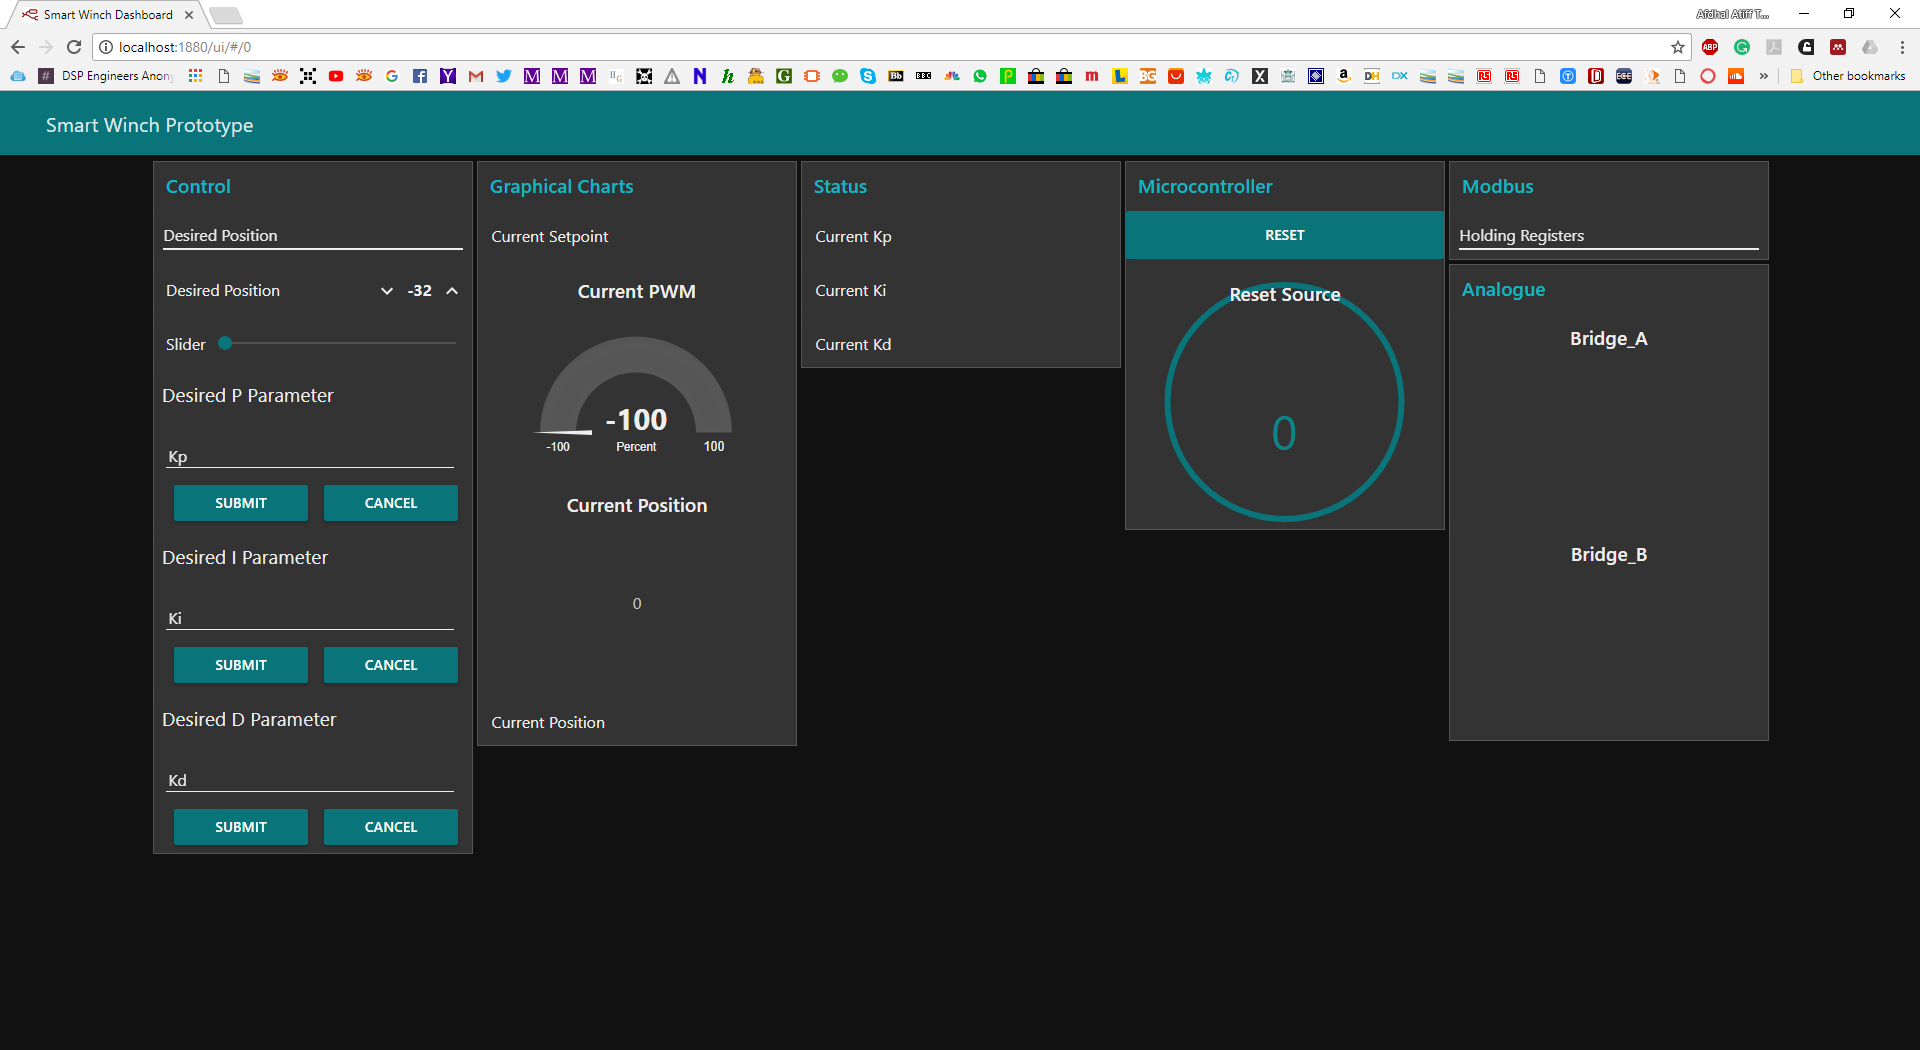 Smart Winch Dashboard
Afdhal Atiff T...
localhost:1880/ui/#/0
DSP Engineers Anony
Other bookmarks
Smart Winch Prototype
Control
Desired Position
Desired Position
-32
Slider
Desired P Parameter
Kp
SUBMIT CANCEL
Desired I Parameter
Ki
SUBMIT CANCEL
Desired D Parameter
Kd
SUBMIT CANCEL
Graphical Charts
Current Setpoint
Current PWM
-100
-100 Percent 100
Current Position
0
Current Position
Status
Current Kp
Current Ki
Current Kd
Microcontroller
RESET
Reset Source
0
Modbus
Holding Registers
Analogue
Bridge_A
Bridge_B